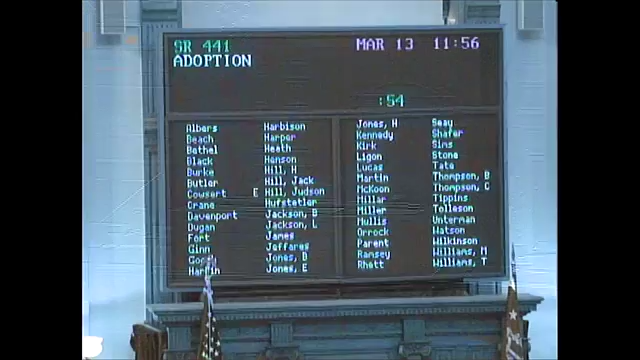 SR 441 MAR 13 11:56
ADOPTION
:54
Albers
Beach
Bethel
Black
Burke
Butler
Cowsert
Crane
Davenport
Dugan
Fort
Ginn
Harbison
Harper
Heath
Henson
Hill, H
Hill, Jack
E Hill, Judson
Hufstetler
Jackson, B
Jackson, L
James
Jeffares
Jones, B
Jones, E
Jones, H
Kennedy
Kirk
Ligon
Lucas
Martin
McKoon
Millar
Miller
Mullis
Orrock
Parent
Ramsey
Rhett
Seay
Shafer
Sims
Stone
Tate
Thompson, B
Thompson, C
Tippins
Tolleson
Unterman
Watson
Wilkinson
Williams, M
Williams, T